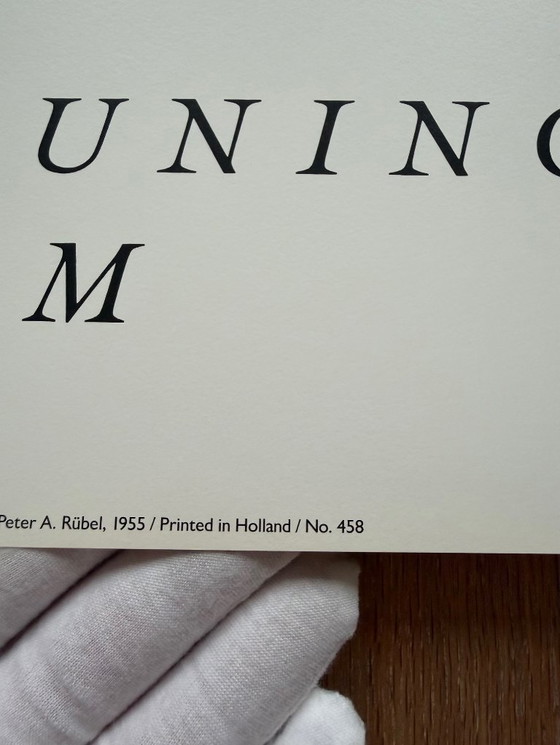 U N I N G
M
Peter A. Rübel, 1955 / Printed in Holland / No. 458